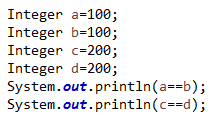 Integer a=100;
Integer b=100;
Integer c=200;
Integer d=200;
System.out.println(a==b);
System.out.println(c==d);